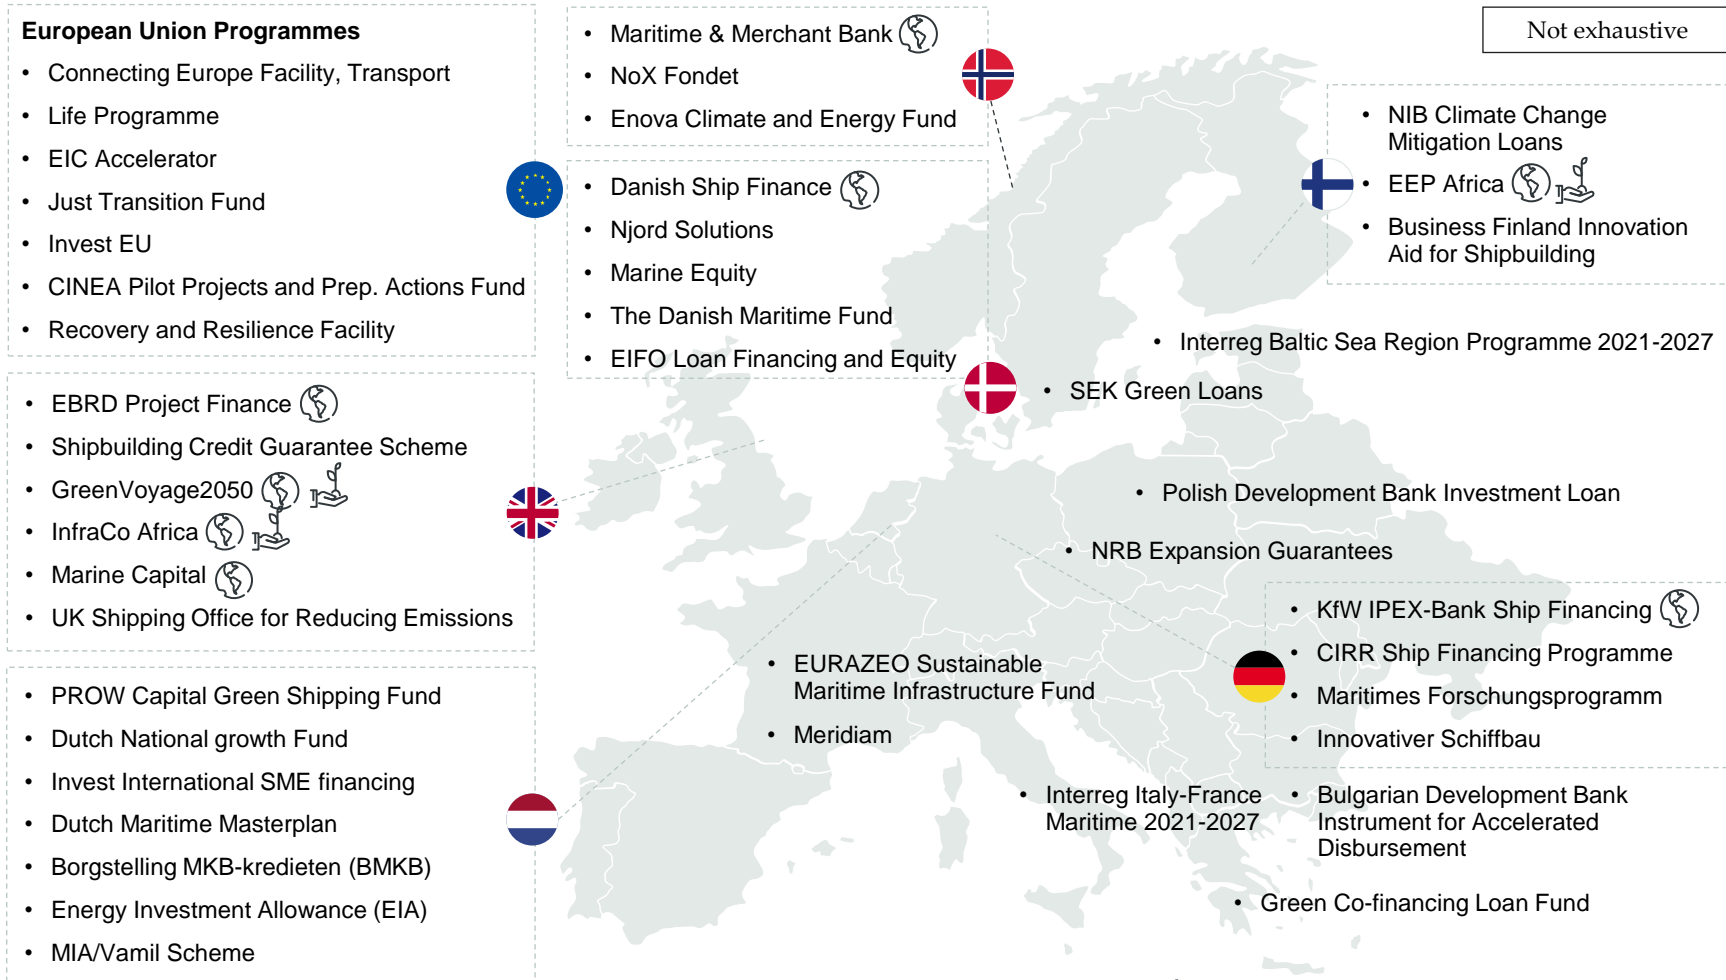 European Union Programmes
• Connecting Europe Facility, Transport
• Life Programme
• EIC Accelerator
• Just Transition Fund
• Invest EU
• CINEA Pilot Projects and Prep. Actions Fund
• Recovery and Resilience Facility
• Maritime & Merchant Bank
• NoX Fondet
• Enova Climate and Energy Fund
• Danish Ship Finance
• Njord Solutions
• Marine Equity
• The Danish Maritime Fund
• EIFO Loan Financing and Equity
Not exhaustive
• NIB Climate Change
Mitigation Loans
• EEP Africa
• Business Finland Innovation
Aid for Shipbuilding
• Interreg Baltic Sea Region Programme 2021-2027
• SEK Green Loans
• EBRD Project Finance
• Shipbuilding Credit Guarantee Scheme
• GreenVoyage2050
• InfraCo Africa
• Marine Capital
• UK Shipping Office for Reducing Emissions
• Polish Development Bank Investment Loan
• NRB Expansion Guarantees
• KfW IPEX-Bank Ship Financing
• CIRR Ship Financing Programme
• Maritimes Forschungsprogramm
• Innovativer Schiffbau
• PROW Capital Green Shipping Fund
• Dutch National growth Fund
• Invest International SME financing
• Dutch Maritime Masterplan
• Borgstelling MKB-kredieten (BMKB)
• Energy Investment Allowance (EIA)
• MIA/Vamil Scheme
• EURAZEO Sustainable
Maritime Infrastructure Fund
• Meridiam
• Interreg Italy-France
Maritime 2021-2027
• Bulgarian Development Bank
Instrument for Accelerated
Disbursement
• Green Co-financing Loan Fund